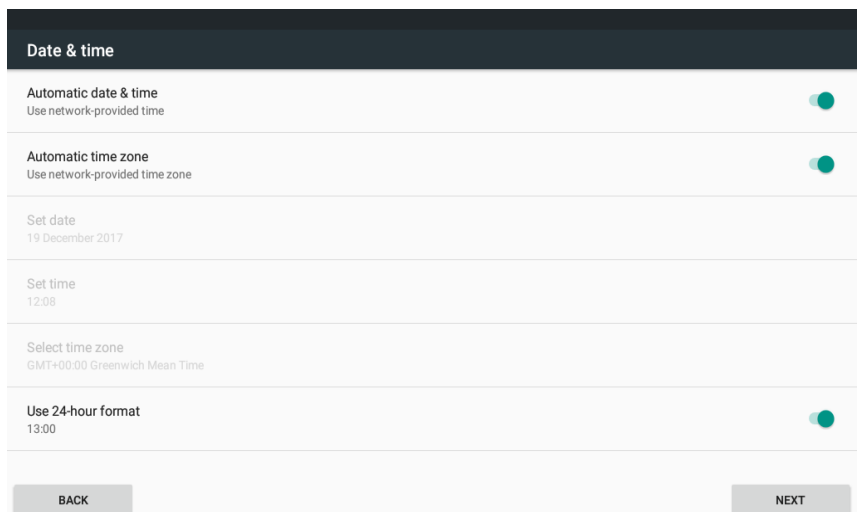 Date & time
Automatic date & time
Use network-provided time
Automatic time zone
Use network-provided time zone
Set date
19 December 2017
Set time
12:08
Select time zone
GMT+00:00 Greenwich Mean Time
Use 24-hour format
13:00
BACK
NEXT